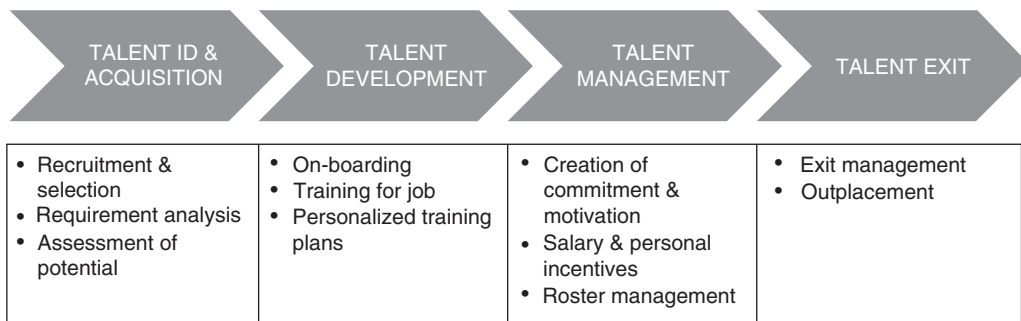 TALENT ID &
ACQUISITION
TALENT
DEVELOPMENT
TALENT
MANAGEMENT
TALENT EXIT
• Recruitment &
selection
• Requirement analysis
• Assessment of
potential
• On-boarding
• Training for job
• Personalized training
plans
• Creation of
commitment &
motivation
• Salary & personal
incentives
• Roster management
• Exit management
• Outplacement